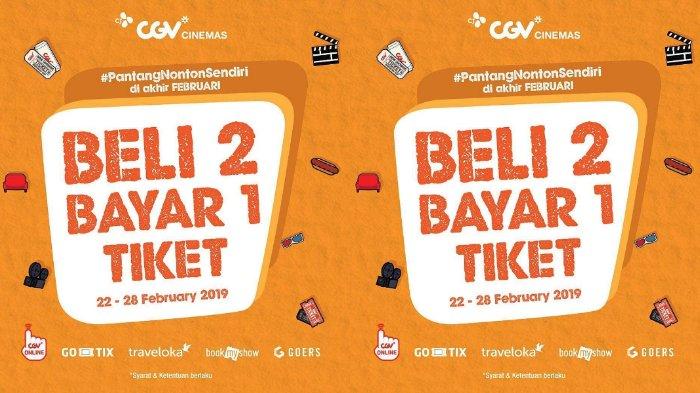 CGV CINEMAS
#PantangNontonSendiri
di akhir FEBRUARI
BELI 2
BAYAR 1
TIKET
22 - 28 February 2019
CGV ONLINE
GO TIX
traveloka
bookmyshow
GOERS
*Syarat & Ketentuan berlaku
CGV CINEMAS
#PantangNontonSendiri
di akhir FEBRUARI
BELI 2
BAYAR 1
TIKET
22 - 28 February 2019
CGV ONLINE
GO TIX
traveloka
bookmyshow
GOERS
*Syarat & Ketentuan berlaku